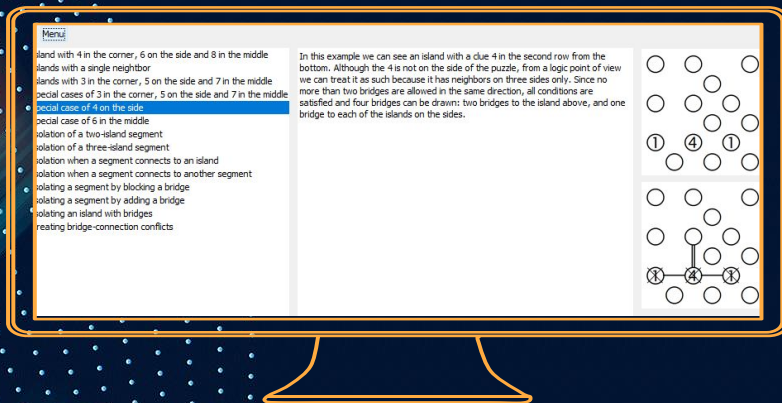 Menu
sland with 4 in the corner, 6 on the side and 8 in the middle
slands with a single neighbor
slands with 3 in the corner, 5 on the side and 7 in the middle
pecial cases of 3 in the corner, 5 on the side and 7 in the middle
pecial case of 4 on the side
pecial case of 6 in the middle
solation of a two-island segment
solation of a three-island segment
solation when a segment connects to an island
solation when a segment connects to another segment
solating a segment by blocking a bridge
solating a segment by adding a bridge
solating an island with bridges
reating bridge-connection conflicts
In this example we can see an island with a clue 4 in the second row from the
bottom. Although the 4 is not on the side of the puzzle, from a logic point of view
we can treat it as such because it has neighbors on three sides only. Since no
more than two bridges are allowed in the same direction, all conditions are
satisfied and four bridges can be drawn: two bridges to the island above, and one
bridge to each of the islands on the sides.
1 4 1
1 4 1